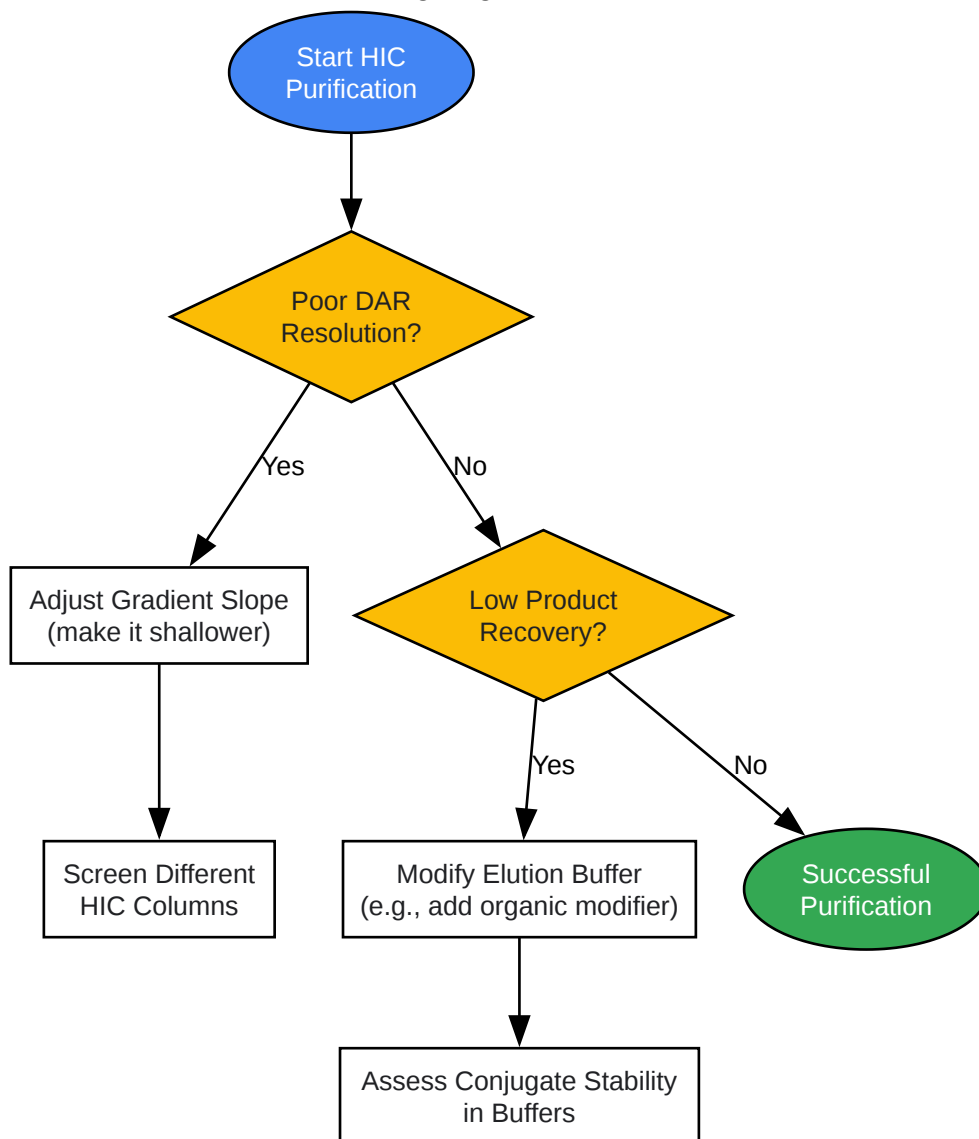 Start HIC
Purification
Poor DAR
Resolution?
Yes
No
Adjust Gradient Slope
(make it shallower)
Low Product
Recovery?
Yes
No
Screen Different
HIC Columns
Modify Elution Buffer
(e.g., add organic modifier)
Successful
Purification
Assess Conjugate Stability
in Buffers